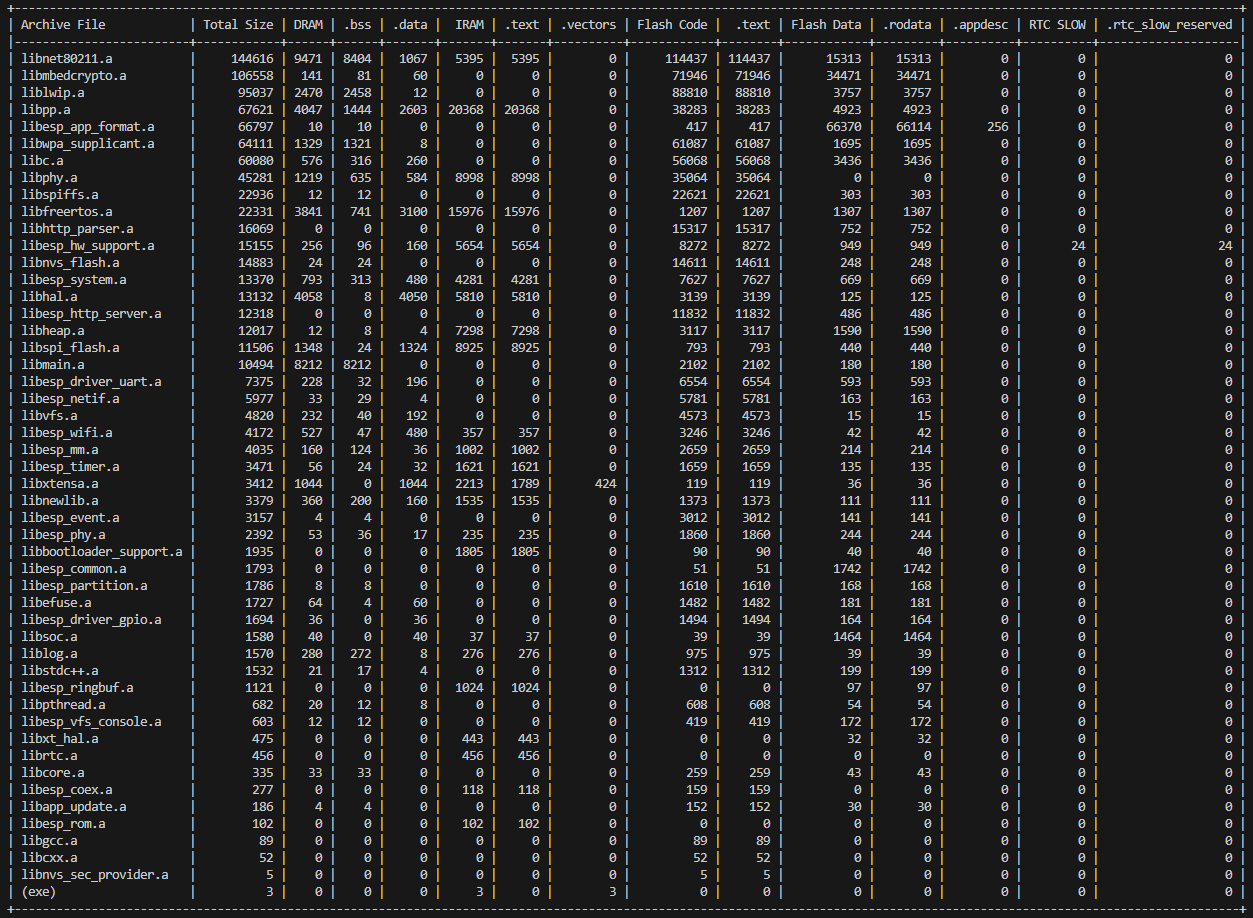 +--------------------------------------------------------------------------------------------------------------------------------------------------------------+
| Archive File | Total Size | DRAM | .bss | .data | IRAM | .text | .vectors | Flash Code | .text | Flash Data | .rodata | .appdesc | RTC SLOW | .rtc_slow_reserved |
| libnet80211.a | 144616 | 9471 | 8404 | 1067 | 5395 | 5395 | 0 | 114437 | 114437 | 15313 | 15313 | 0 | 0 | 0 |
| libmbedcrypto.a | 106558 | 141 | 81 | 60 | 0 | 0 | 0 | 71946 | 71946 | 34471 | 34471 | 0 | 0 | 0 |
| liblwip.a | 95037 | 2470 | 2458 | 12 | 0 | 0 | 0 | 88810 | 88810 | 3757 | 3757 | 0 | 0 | 0 |
| libpp.a | 67621 | 4047 | 1444 | 2603 | 20368 | 20368 | 0 | 38283 | 38283 | 4923 | 4923 | 0 | 0 | 0 |
| libesp_app_format.a | 66797 | 10 | 10 | 0 | 0 | 0 | 0 | 417 | 417 | 66370 | 66114 | 256 | 0 | 0 |
| libwpa_supplicant.a | 64111 | 1329 | 1321 | 8 | 0 | 0 | 0 | 61087 | 61087 | 1695 | 1695 | 0 | 0 | 0 |
| libc.a | 60080 | 576 | 316 | 260 | 0 | 0 | 0 | 56068 | 56068 | 3436 | 3436 | 0 | 0 | 0 |
| libphy.a | 45281 | 1219 | 635 | 584 | 8998 | 8998 | 0 | 35064 | 35064 | 0 | 0 | 0 | 0 | 0 |
| libspiffs.a | 22936 | 12 | 12 | 0 | 0 | 0 | 0 | 22621 | 22621 | 303 | 303 | 0 | 0 | 0 |
| libfreertos.a | 22331 | 3841 | 741 | 3100 | 15976 | 15976 | 0 | 1207 | 1207 | 1307 | 1307 | 0 | 0 | 0 |
| libhttp_parser.a | 16069 | 0 | 0 | 0 | 0 | 0 | 0 | 15317 | 15317 | 752 | 752 | 0 | 0 | 0 |
| libesp_hw_support.a | 15155 | 256 | 96 | 160 | 5654 | 5654 | 0 | 8272 | 8272 | 949 | 949 | 0 | 24 | 24 |
| libnvs_flash.a | 14883 | 24 | 24 | 0 | 0 | 0 | 0 | 14611 | 14611 | 248 | 248 | 0 | 0 | 0 |
| libesp_system.a | 13370 | 793 | 313 | 480 | 4281 | 4281 | 0 | 7627 | 7627 | 669 | 669 | 0 | 0 | 0 |
| libhal.a | 13132 | 4058 | 8 | 4050 | 5810 | 5810 | 0 | 3139 | 3139 | 125 | 125 | 0 | 0 | 0 |
| libesp_http_server.a | 12318 | 0 | 0 | 0 | 0 | 0 | 0 | 11832 | 11832 | 486 | 486 | 0 | 0 | 0 |
| libheap.a | 12017 | 12 | 8 | 4 | 7298 | 7298 | 0 | 3117 | 3117 | 1590 | 1590 | 0 | 0 | 0 |
| libspi_flash.a | 11506 | 1348 | 24 | 1324 | 8925 | 8925 | 0 | 793 | 793 | 440 | 440 | 0 | 0 | 0 |
| libmain.a | 10494 | 8212 | 8212 | 0 | 0 | 0 | 0 | 2102 | 2102 | 180 | 180 | 0 | 0 | 0 |
| libesp_driver_uart.a | 7375 | 228 | 32 | 196 | 0 | 0 | 0 | 6554 | 6554 | 593 | 593 | 0 | 0 | 0 |
| libesp_netif.a | 5977 | 33 | 29 | 4 | 0 | 0 | 0 | 5781 | 5781 | 163 | 163 | 0 | 0 | 0 |
| libvfs.a | 4820 | 232 | 40 | 192 | 0 | 0 | 0 | 4573 | 4573 | 15 | 15 | 0 | 0 | 0 |
| libesp_wifi.a | 4172 | 527 | 47 | 480 | 357 | 357 | 0 | 3246 | 3246 | 42 | 42 | 0 | 0 | 0 |
| libesp_mm.a | 4035 | 160 | 124 | 36 | 1002 | 1002 | 0 | 2659 | 2659 | 214 | 214 | 0 | 0 | 0 |
| libesp_timer.a | 3471 | 56 | 24 | 32 | 1621 | 1621 | 0 | 1659 | 1659 | 135 | 135 | 0 | 0 | 0 |
| libxtensa.a | 3412 | 1044 | 0 | 1044 | 2213 | 1789 | 424 | 119 | 119 | 36 | 36 | 0 | 0 | 0 |
| libnewlib.a | 3379 | 360 | 200 | 160 | 1535 | 1535 | 0 | 1373 | 1373 | 111 | 111 | 0 | 0 | 0 |
| libesp_event.a | 3157 | 4 | 4 | 0 | 0 | 0 | 0 | 3012 | 3012 | 141 | 141 | 0 | 0 | 0 |
| libesp_phy.a | 2392 | 53 | 36 | 17 | 235 | 235 | 0 | 1860 | 1860 | 244 | 244 | 0 | 0 | 0 |
| libbootloader_support.a | 1935 | 0 | 0 | 0 | 1805 | 1805 | 0 | 90 | 90 | 40 | 40 | 0 | 0 | 0 |
| libesp_common.a | 1793 | 0 | 0 | 0 | 0 | 0 | 0 | 51 | 51 | 1742 | 1742 | 0 | 0 | 0 |
| libesp_partition.a | 1786 | 8 | 8 | 0 | 0 | 0 | 0 | 1610 | 1610 | 168 | 168 | 0 | 0 | 0 |
| libefuse.a | 1727 | 64 | 4 | 60 | 0 | 0 | 0 | 1482 | 1482 | 181 | 181 | 0 | 0 | 0 |
| libesp_driver_gpio.a | 1694 | 36 | 0 | 36 | 0 | 0 | 0 | 1494 | 1494 | 164 | 164 | 0 | 0 | 0 |
| libsoc.a | 1580 | 40 | 0 | 40 | 37 | 37 | 0 | 39 | 39 | 1464 | 1464 | 0 | 0 | 0 |
| liblog.a | 1570 | 280 | 272 | 8 | 276 | 276 | 0 | 975 | 975 | 39 | 39 | 0 | 0 | 0 |
| libstdc++.a | 1532 | 21 | 17 | 4 | 0 | 0 | 0 | 1312 | 1312 | 199 | 199 | 0 | 0 | 0 |
| libesp_ringbuf.a | 1121 | 0 | 0 | 0 | 1024 | 1024 | 0 | 0 | 0 | 97 | 97 | 0 | 0 | 0 |
| libpthread.a | 682 | 20 | 12 | 8 | 0 | 0 | 0 | 608 | 608 | 54 | 54 | 0 | 0 | 0 |
| libesp_vfs_console.a | 603 | 12 | 12 | 0 | 0 | 0 | 0 | 419 | 419 | 172 | 172 | 0 | 0 | 0 |
| libxt_hal.a | 475 | 0 | 0 | 0 | 443 | 443 | 0 | 0 | 0 | 32 | 32 | 0 | 0 | 0 |
| librtc.a | 456 | 0 | 0 | 0 | 456 | 456 | 0 | 0 | 0 | 0 | 0 | 0 | 0 | 0 |
| libcore.a | 335 | 33 | 33 | 0 | 0 | 0 | 0 | 259 | 259 | 43 | 43 | 0 | 0 | 0 |
| libesp_coex.a | 277 | 0 | 0 | 0 | 118 | 118 | 0 | 159 | 159 | 0 | 0 | 0 | 0 | 0 |
| libapp_update.a | 186 | 4 | 4 | 0 | 0 | 0 | 0 | 152 | 152 | 30 | 30 | 0 | 0 | 0 |
| libesp_rom.a | 102 | 0 | 0 | 0 | 102 | 102 | 0 | 0 | 0 | 0 | 0 | 0 | 0 | 0 |
| libgcc.a | 89 | 0 | 0 | 0 | 0 | 0 | 0 | 89 | 89 | 0 | 0 | 0 | 0 | 0 |
| libcxx.a | 52 | 0 | 0 | 0 | 0 | 0 | 0 | 52 | 52 | 0 | 0 | 0 | 0 | 0 |
| libnvs_sec_provider.a | 5 | 0 | 0 | 0 | 0 | 0 | 0 | 5 | 5 | 0 | 0 | 0 | 0 | 0 |
| (exe) | 3 | 0 | 0 | 0 | 3 | 0 | 3 | 0 | 0 | 0 | 0 | 0 | 0 | 0 |